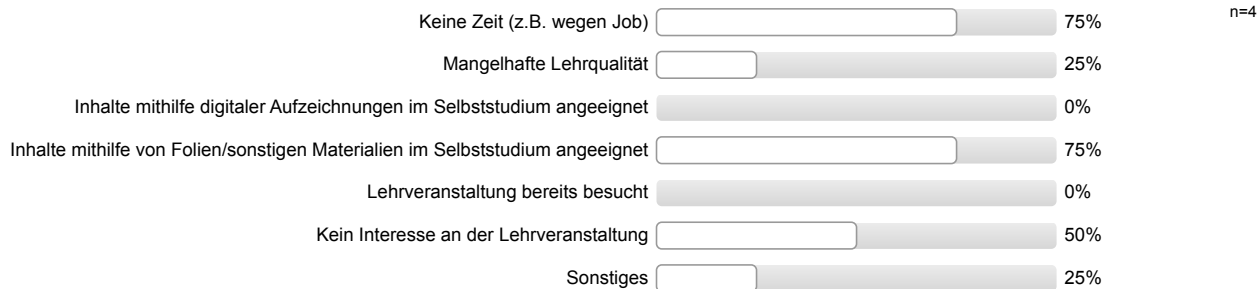 Keine Zeit (z.B. wegen Job) 75% n=4
Mangelhafte Lehrqualität 25%
Inhalte mithilfe digitaler Aufzeichnungen im Selbststudium angeeignet 0%
Inhalte mithilfe von Folien/sonstigen Materialien im Selbststudium angeeignet 75%
Lehrveranstaltung bereits besucht 0%
Kein Interesse an der Lehrveranstaltung 50%
Sonstiges 25%